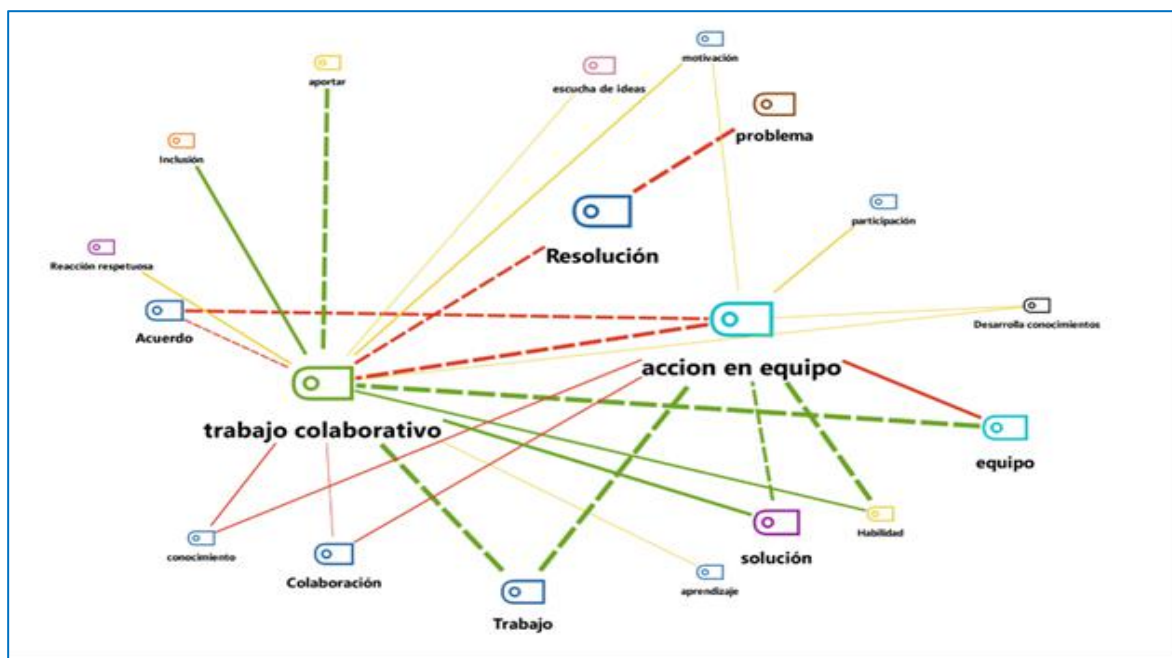 motivación
aportar
escucha de ideas
problema
Inclusión
participación
Resolución
Reacción respetuosa
Desarrolla conocimientos
Acuerdo
accion en equipo
trabajo colaborativo
equipo
Habilidad
conocimiento
solución
Colaboración
aprendizaje
Trabajo